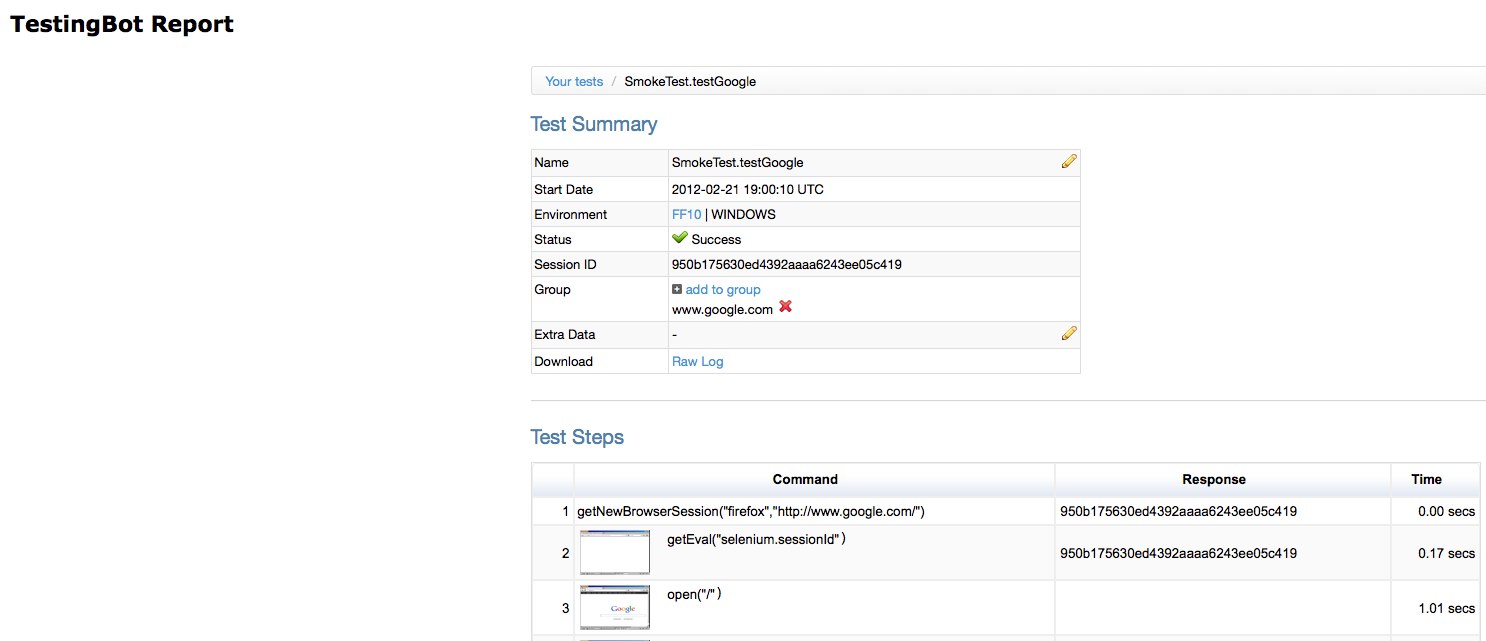 TestingBot Report
Your tests / SmokeTest.testGoogle
Test Summary
Name SmokeTest.testGoogle
Start Date 2012-02-21 19:00:10 UTC
Environment FF10 | WINDOWS
Status Success
Session ID 950b175630ed4392aaaa6243ee05c419
Group add to group
www.google.com
Extra Data -
Download Raw Log
Test Steps
Command Response Time
1 getNewBrowserSession("firefox","http://www.google.com/") 950b175630ed4392aaaa6243ee05c419 0.00 secs
2 getEval("selenium.sessionId") 950b175630ed4392aaaa6243ee05c419 0.17 secs
3 Google open("/") 1.01 secs